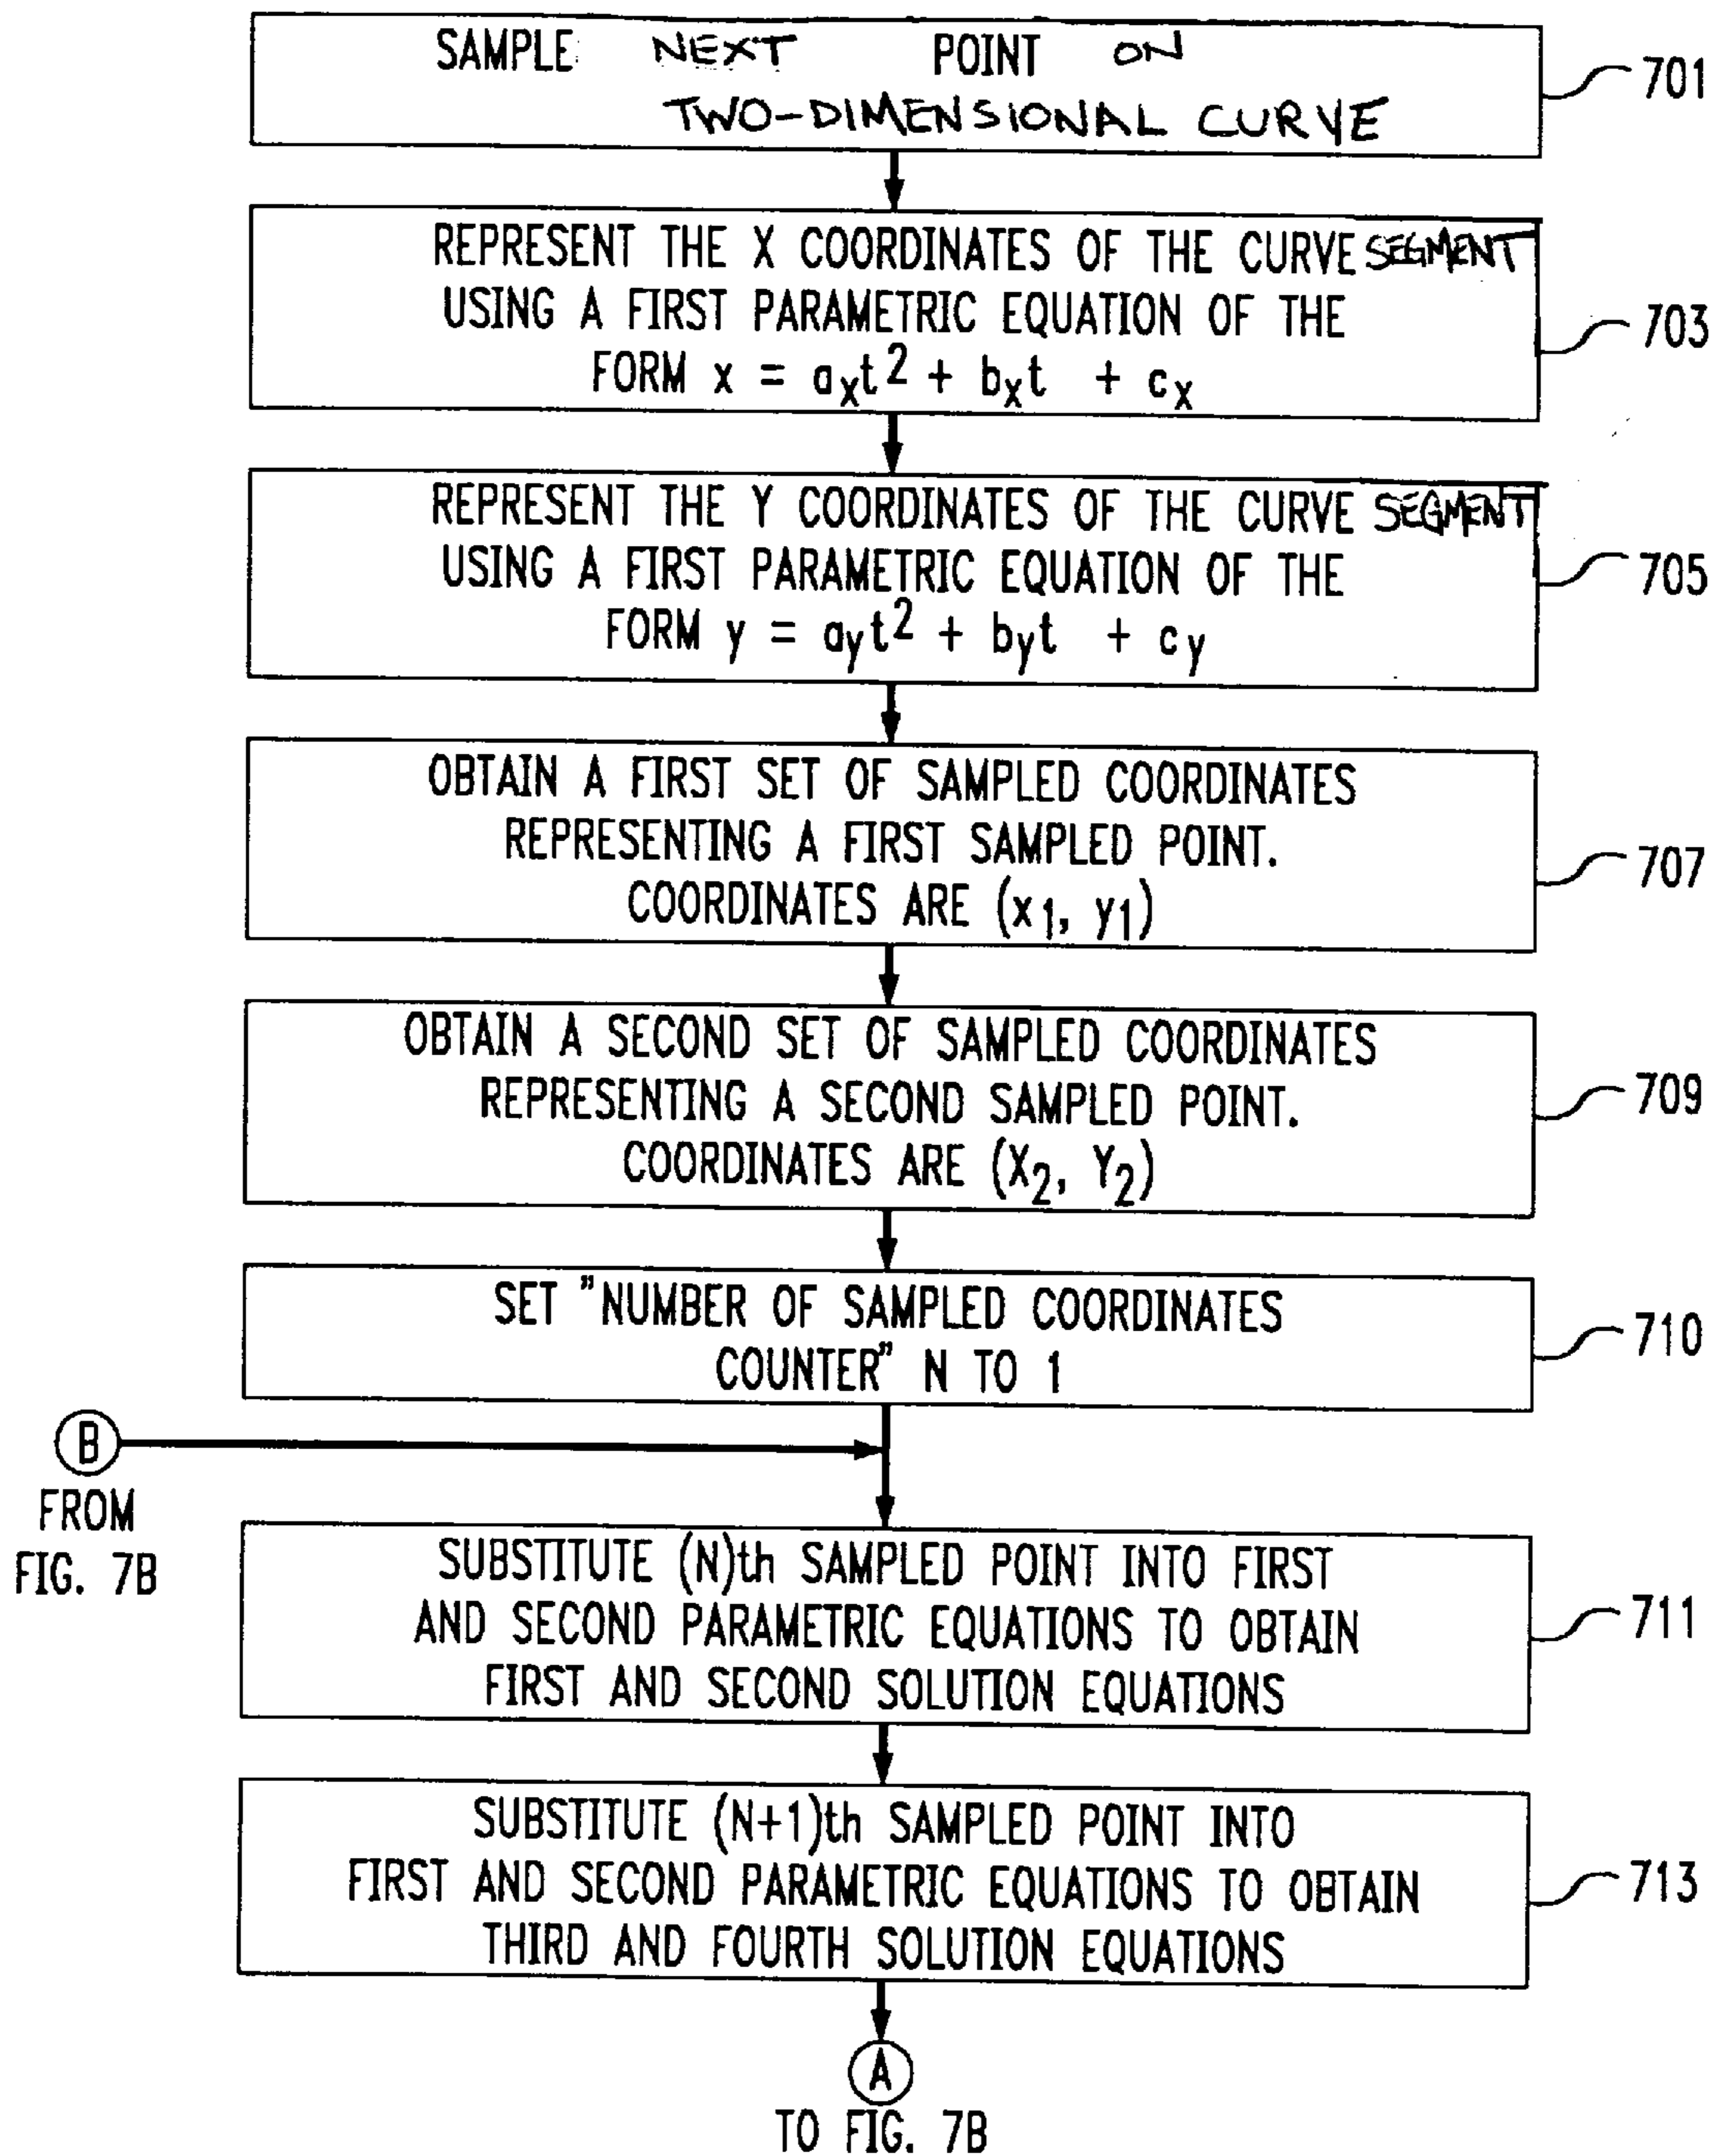 SAMPLE NEXT POINT ON
TWO-DIMENSIONAL CURVE
701
REPRESENT THE X COORDINATES OF THE CURVE SEGMENT
USING A FIRST PARAMETRIC EQUATION OF THE
FORM x = aₓt² + bₓt + cₓ
703
REPRESENT THE Y COORDINATES OF THE CURVE SEGMENT
USING A FIRST PARAMETRIC EQUATION OF THE
FORM y = a_y t² + b_y t + c_y
705
OBTAIN A FIRST SET OF SAMPLED COORDINATES
REPRESENTING A FIRST SAMPLED POINT.
COORDINATES ARE (x₁, y₁)
707
OBTAIN A SECOND SET OF SAMPLED COORDINATES
REPRESENTING A SECOND SAMPLED POINT.
COORDINATES ARE (X₂, Y₂)
709
SET "NUMBER OF SAMPLED COORDINATES
COUNTER" N TO 1
710
B
FROM
FIG. 7B
SUBSTITUTE (N)th SAMPLED POINT INTO FIRST
AND SECOND PARAMETRIC EQUATIONS TO OBTAIN
FIRST AND SECOND SOLUTION EQUATIONS
711
SUBSTITUTE (N+1)th SAMPLED POINT INTO
FIRST AND SECOND PARAMETRIC EQUATIONS TO OBTAIN
THIRD AND FOURTH SOLUTION EQUATIONS
713
A
TO FIG. 7B